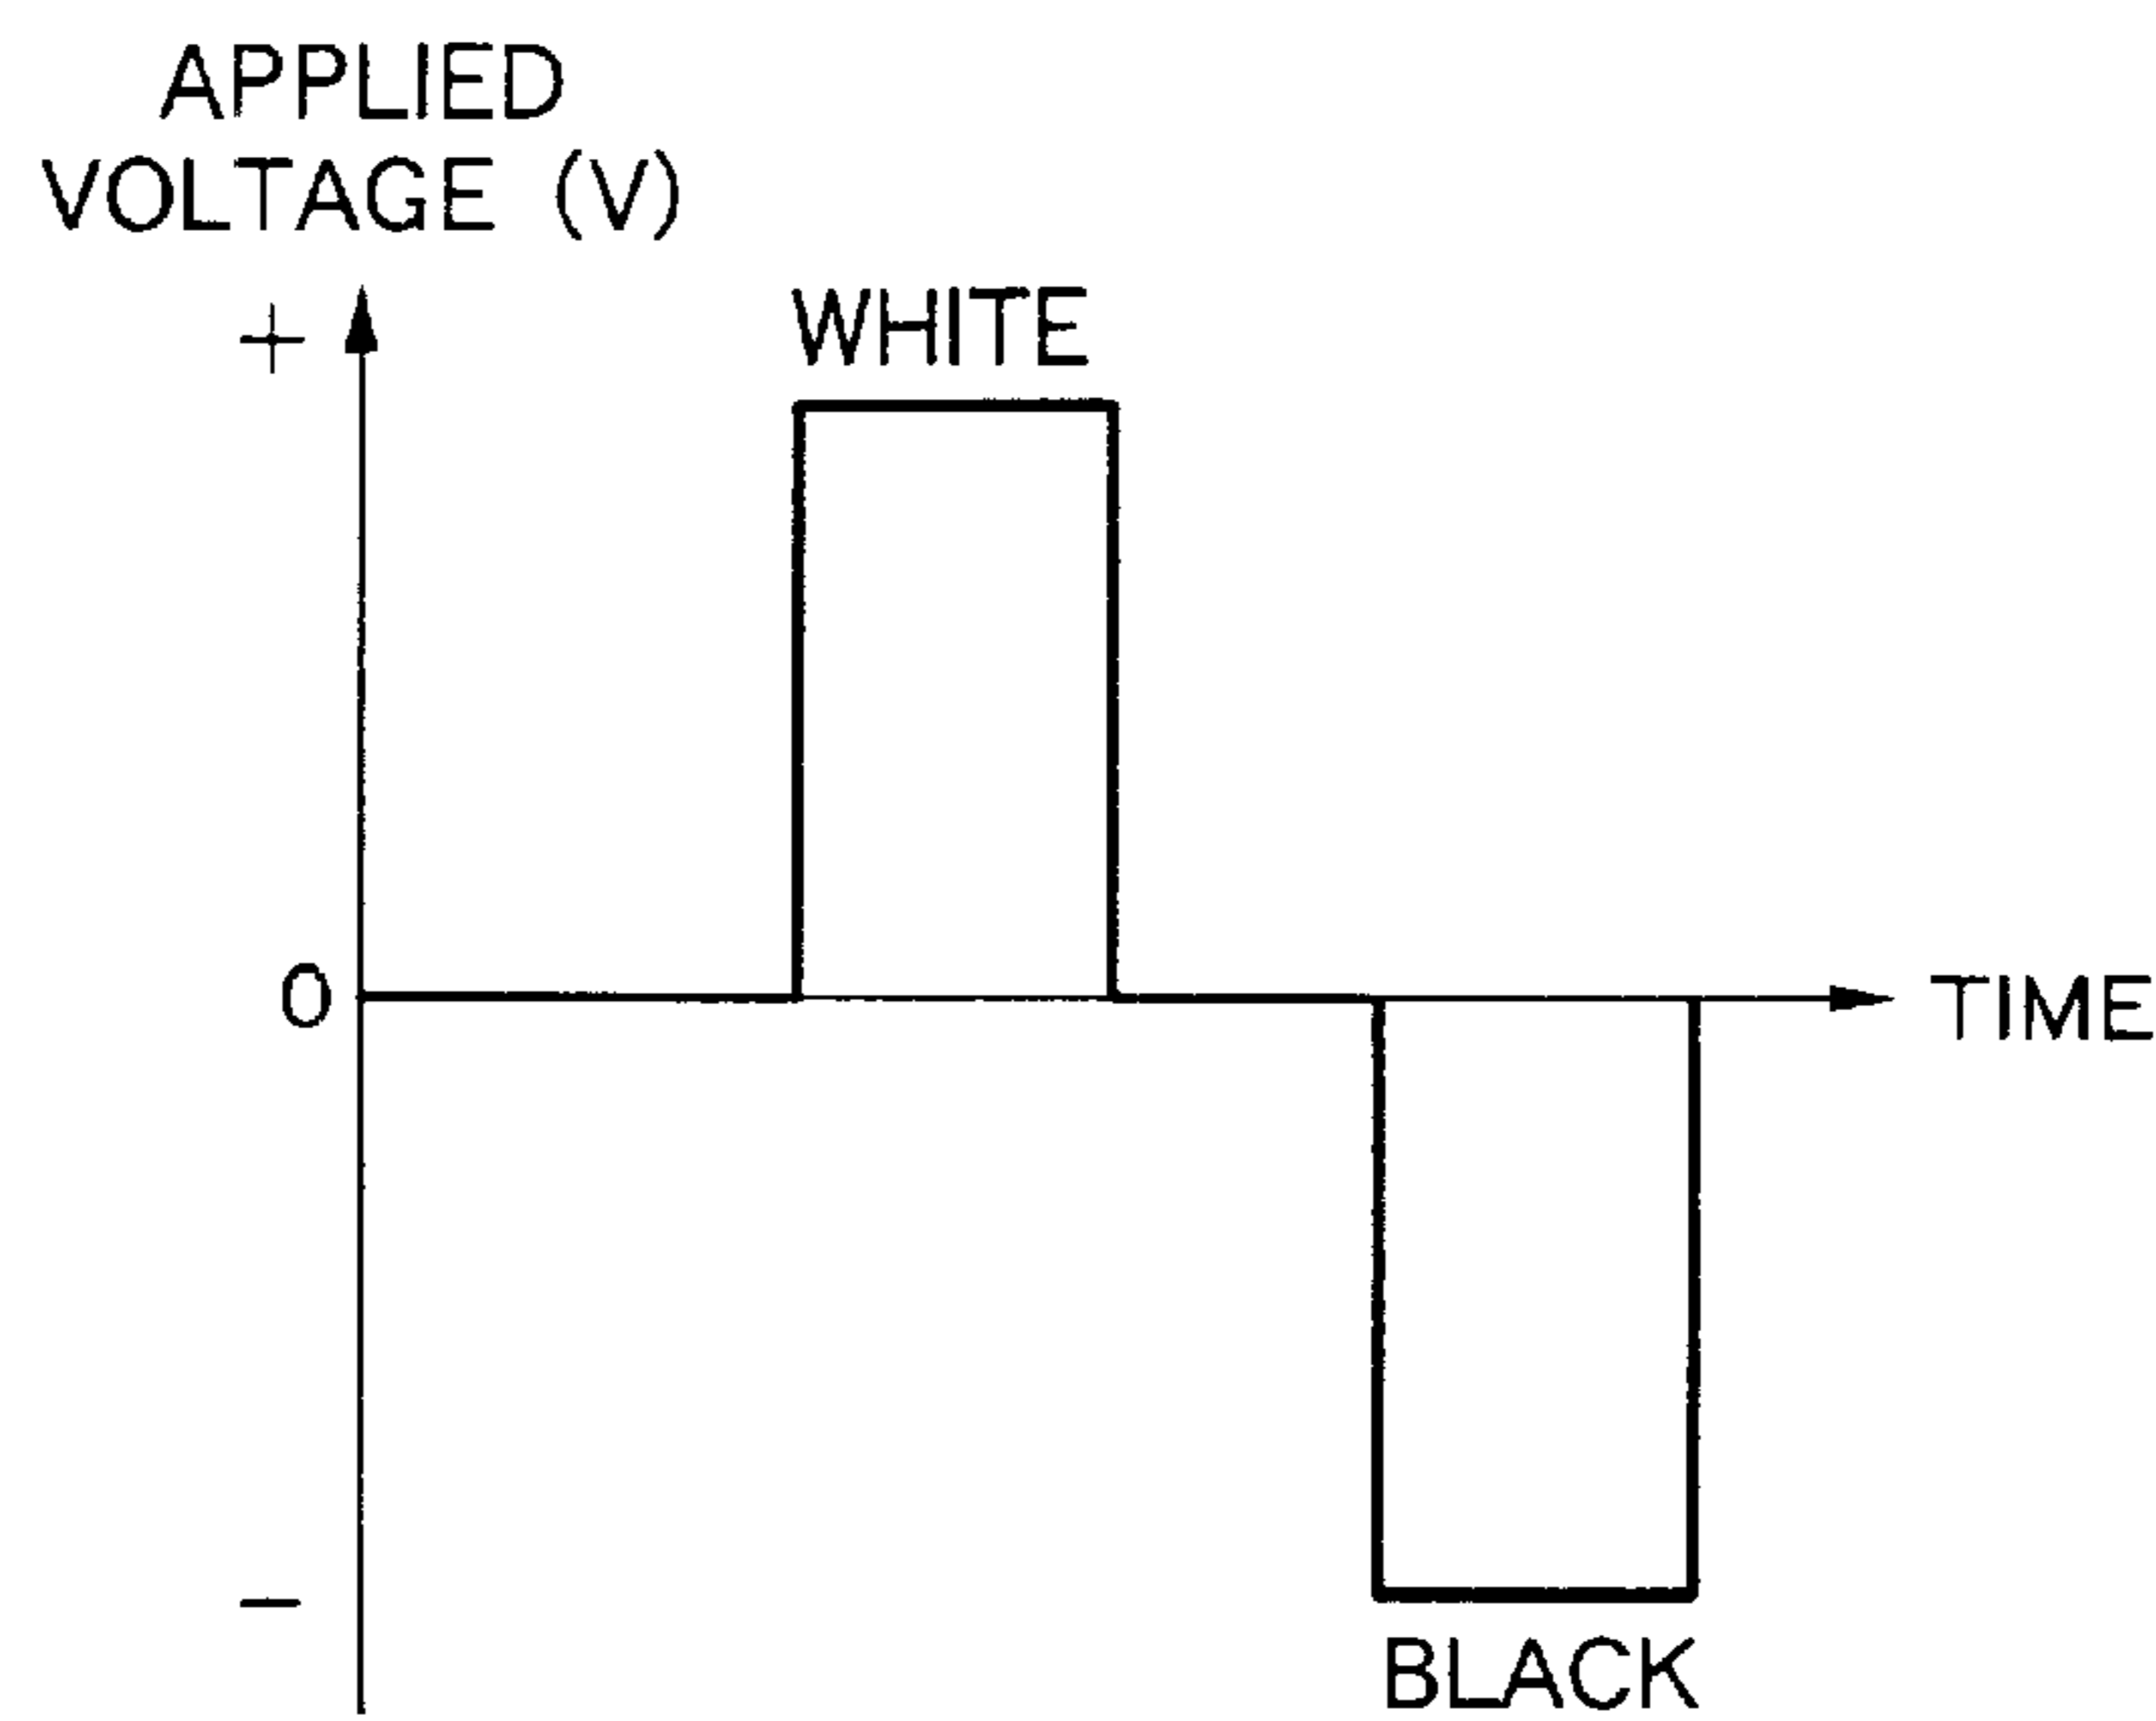 APPLIED
VOLTAGE (V)
+
WHITE
0
TIME
−
BLACK